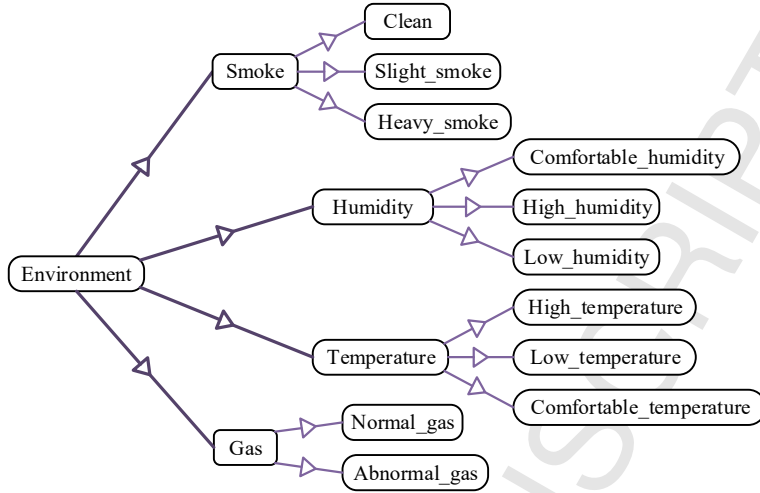 Clean
Smoke
Slight_smoke
Heavy_smoke
Comfortable_humidity
Humidity
High_humidity
Low_humidity
Environment
High_temperature
Temperature
Low_temperature
Comfortable_temperature
Normal_gas
Gas
Abnormal_gas